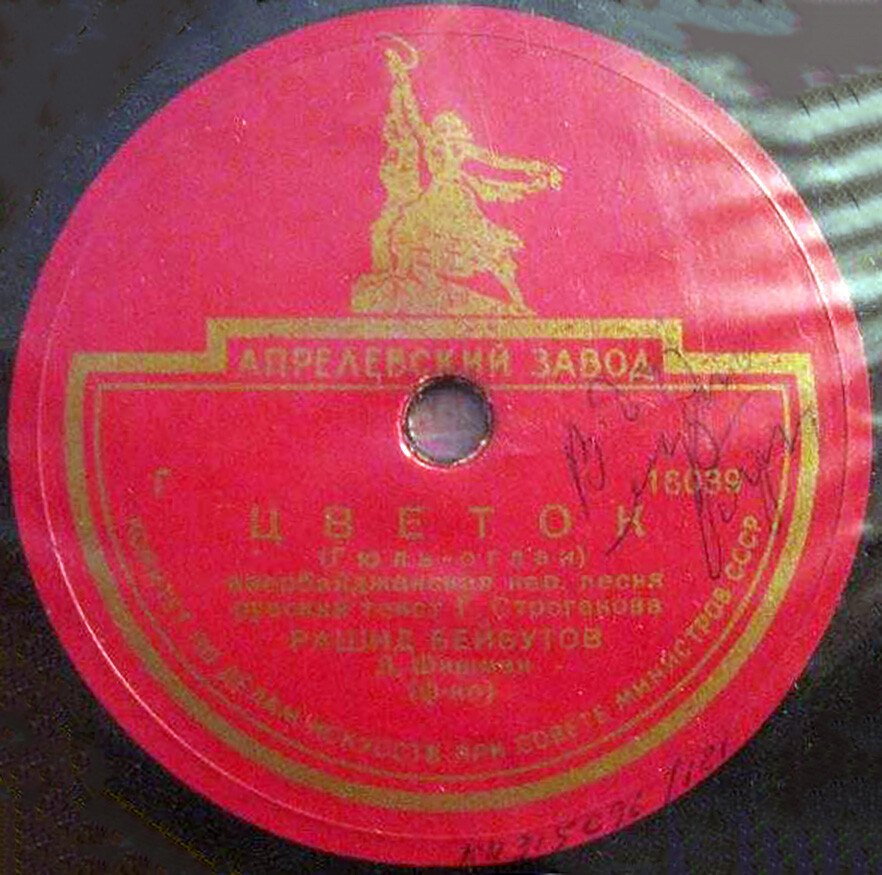 АПРЕЛЕВСКИЙ ЗАВОД
Г 16039
ЦВЕТОК
(Гюль-оглан)
азербайджанская нар. песня
русский текст Г. Строганова
РАШИД БЕЙБУТОВ
(ф-но)
КОМИТЕТ ПО ДЕЛАМ ИСКУССТВ ПРИ СОВЕТЕ МИНИСТРОВ СССР